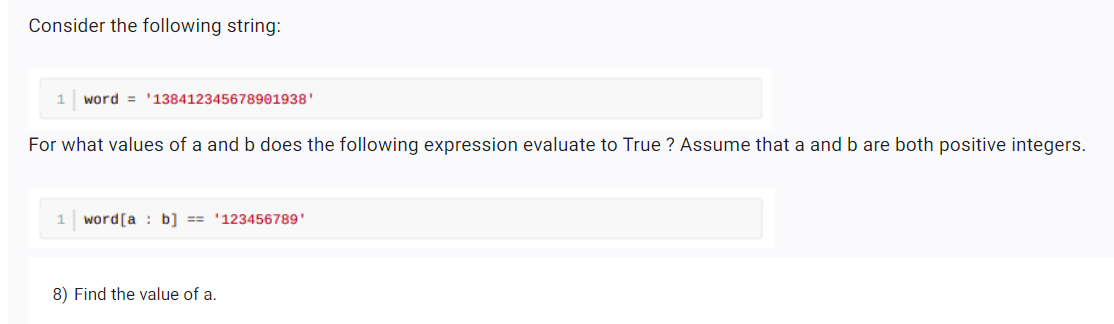 Consider the following string:
1 word = '138412345678901938'
For what values of a and b does the following expression evaluate to True ? Assume that a and b are both positive integers.
1 word[a : b] == '123456789'
8) Find the value of a.